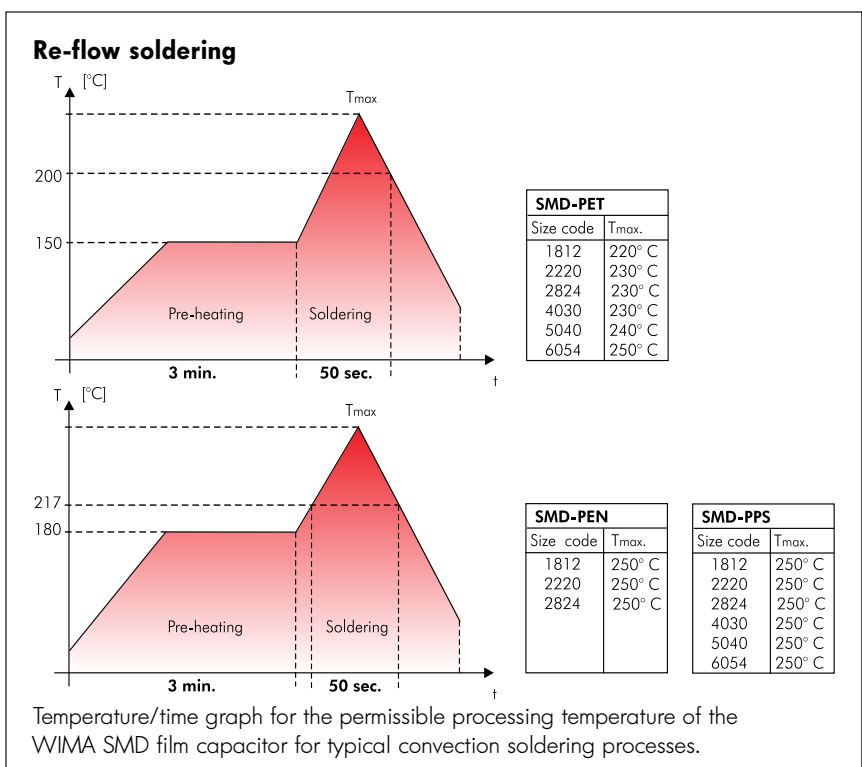 Re-flow soldering
T [°C]
Tmax
200
150
Pre-heating
Soldering
3 min.
50 sec.
t
SMD-PET
Size code Tmax.
1812 220° C
2220 230° C
2824 230° C
4030 230° C
5040 240° C
6054 250° C
T [°C]
Tmax
217
180
Pre-heating
Soldering
3 min.
50 sec.
t
SMD-PEN
Size code Tmax.
1812 250° C
2220 250° C
2824 250° C
SMD-PPS
Size code Tmax.
1812 250° C
2220 250° C
2824 250° C
4030 250° C
5040 250° C
6054 250° C
Temperature/time graph for the permissible processing temperature of the
WIMA SMD film capacitor for typical convection soldering processes.